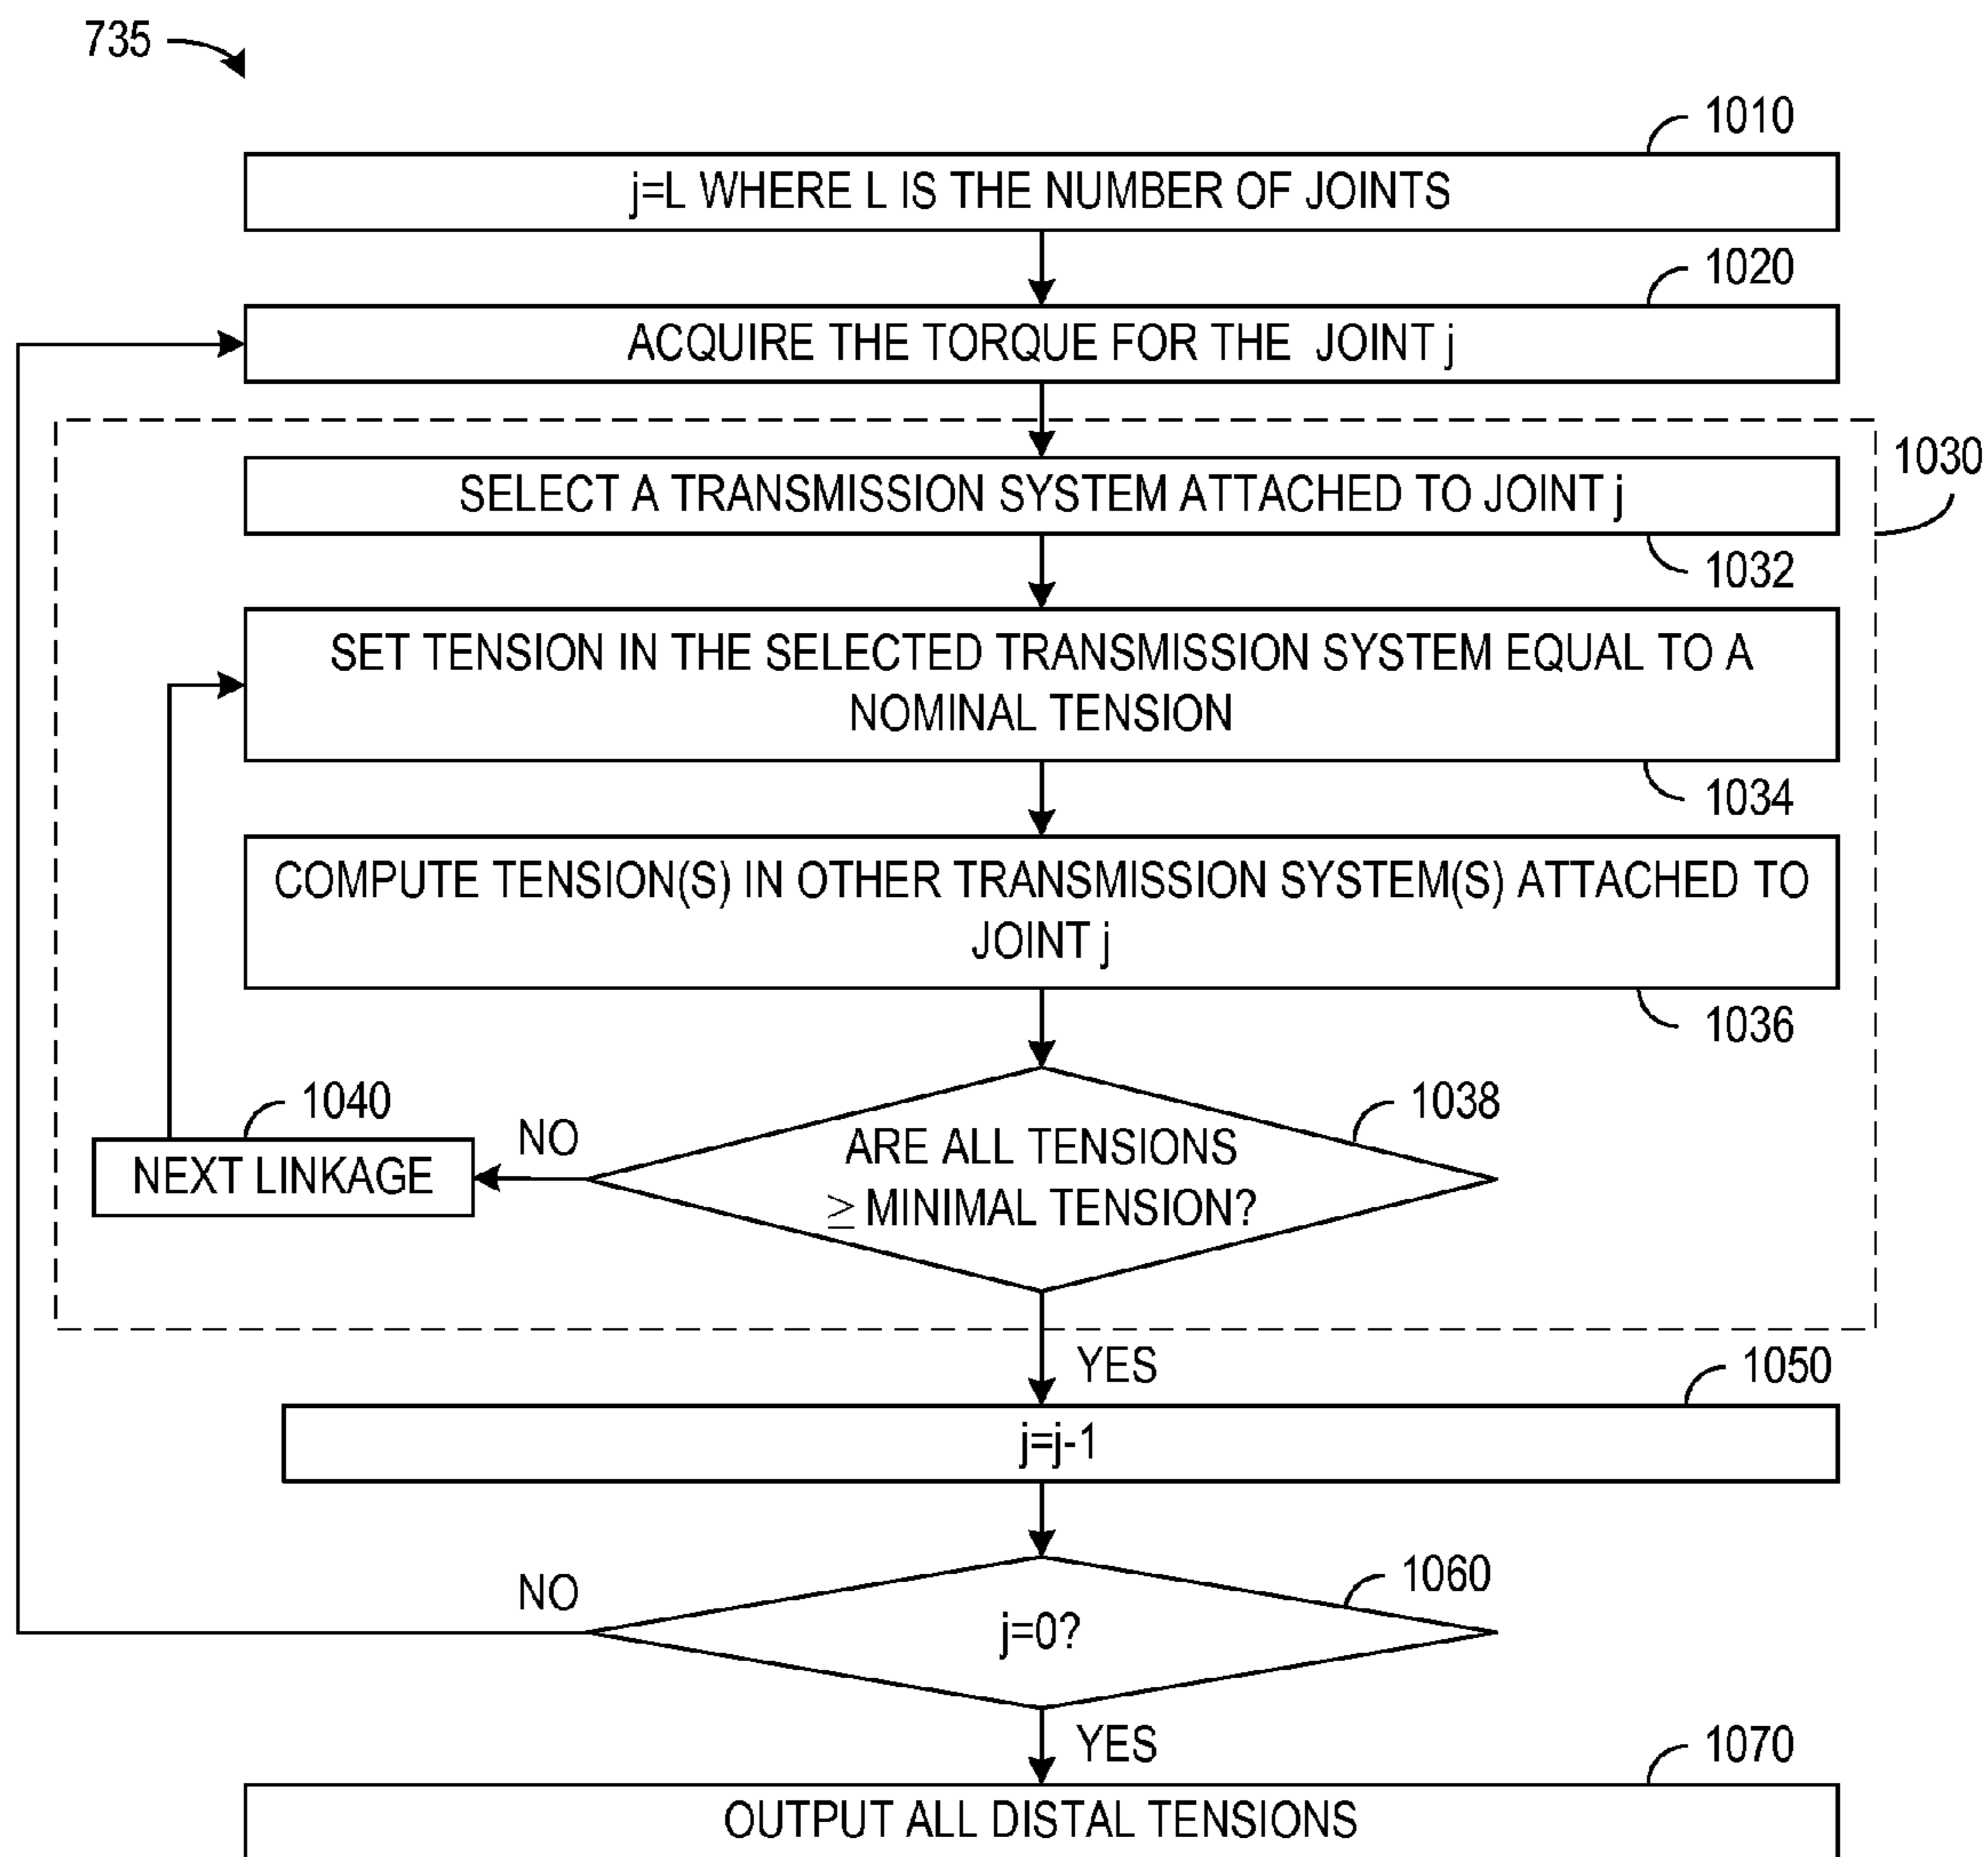 735
1010
j=L WHERE L IS THE NUMBER OF JOINTS
1020
ACQUIRE THE TORQUE FOR THE JOINT j
1030
SELECT A TRANSMISSION SYSTEM ATTACHED TO JOINT j
1032
SET TENSION IN THE SELECTED TRANSMISSION SYSTEM EQUAL TO A
NOMINAL TENSION
1034
COMPUTE TENSION(S) IN OTHER TRANSMISSION SYSTEM(S) ATTACHED TO
JOINT j
1036
1038
ARE ALL TENSIONS
≥ MINIMAL TENSION?
NO
1040
NEXT LINKAGE
YES
1050
j=j-1
1060
j=0?
NO
YES
1070
OUTPUT ALL DISTAL TENSIONS